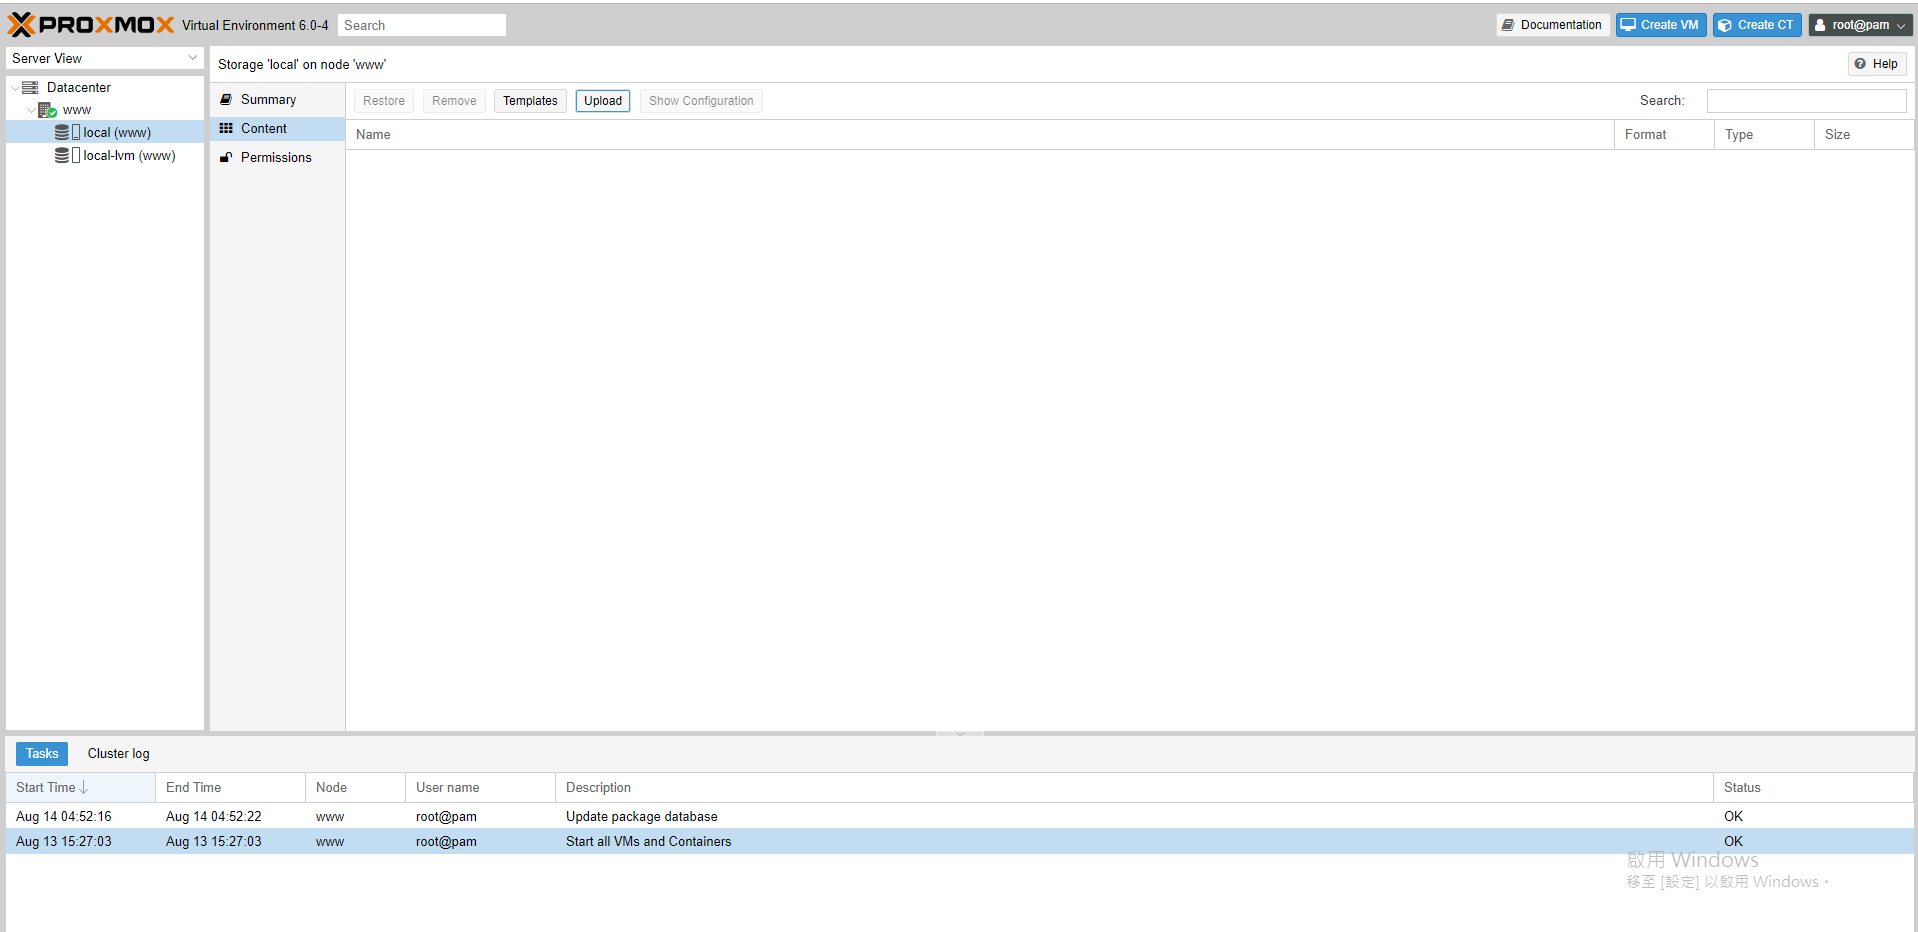 PROXMOX Virtual Environment 6.0-4 Search Documentation Create VM Create CT root@pam
Server View
Storage 'local' on node 'www' Help
Datacenter
www
local (www)
local-lvm (www)
Summary
Content
Permissions
Restore Remove Templates Upload Show Configuration Search:
Name Format Type Size
Tasks Cluster log
Start Time End Time Node User name Description Status
Aug 14 04:52:16 Aug 14 04:52:22 www root@pam Update package database OK
Aug 13 15:27:03 Aug 13 15:27:03 www root@pam Start all VMs and Containers OK
啟用 Windows
移至 [設定] 以啟用 Windows。